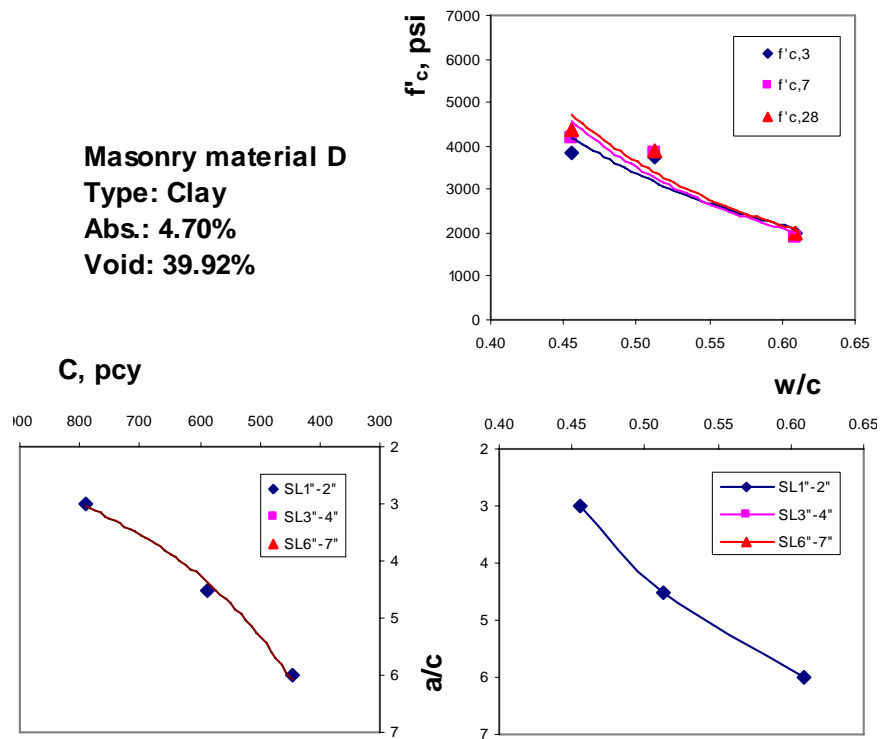 7000
6000
5000
4000
3000
2000
1000
0
f'c, psi
f'c,3
f'c,7
f'c,28
0.40 0.45 0.50 0.55 0.60 0.65
w/c
Masonry material D
Type: Clay
Abs.: 4.70%
Void: 39.92%
C, pcy
00 800 700 600 500 400 300
2
3
4
5
6
7
SL1"-2"
SL3"-4"
SL6"-7"
a/c
0.40 0.45 0.50 0.55 0.60 0.65
2
3
4
5
6
7
SL1"-2"
SL3"-4"
SL6"-7"